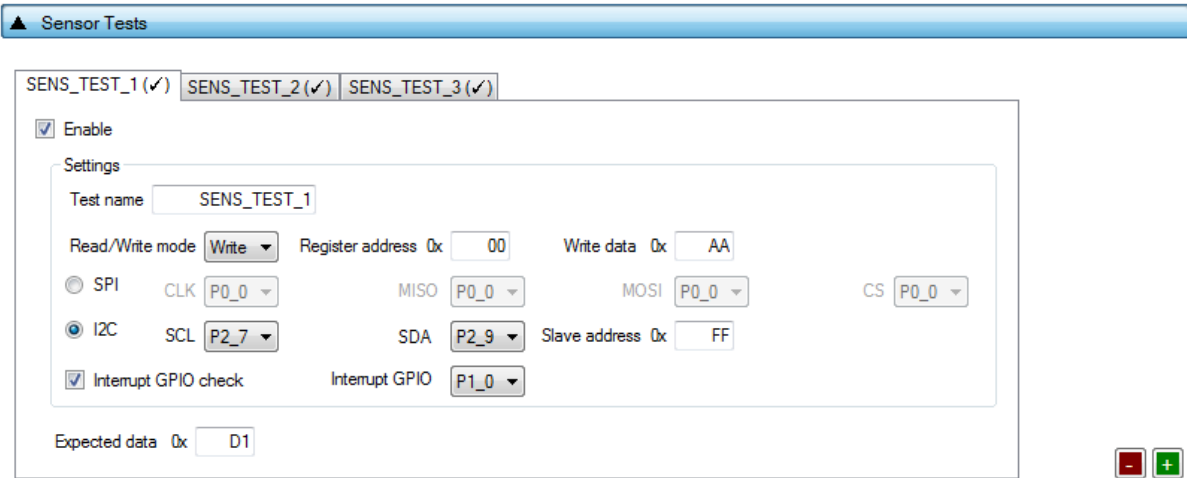 ▲ Sensor Tests
SENS_TEST_1 (✓) SENS_TEST_2 (✓) SENS_TEST_3 (✓)
Enable
Settings
Test name SENS_TEST_1
Read/Write mode Write Register address 0x 00 Write data 0x AA
SPI CLK P0_0 MISO P0_0 MOSI P0_0 CS P0_0
I2C SCL P2_7 SDA P2_9 Slave address 0x FF
Interrupt GPIO check Interrupt GPIO P1_0
Expected data 0x D1
- +